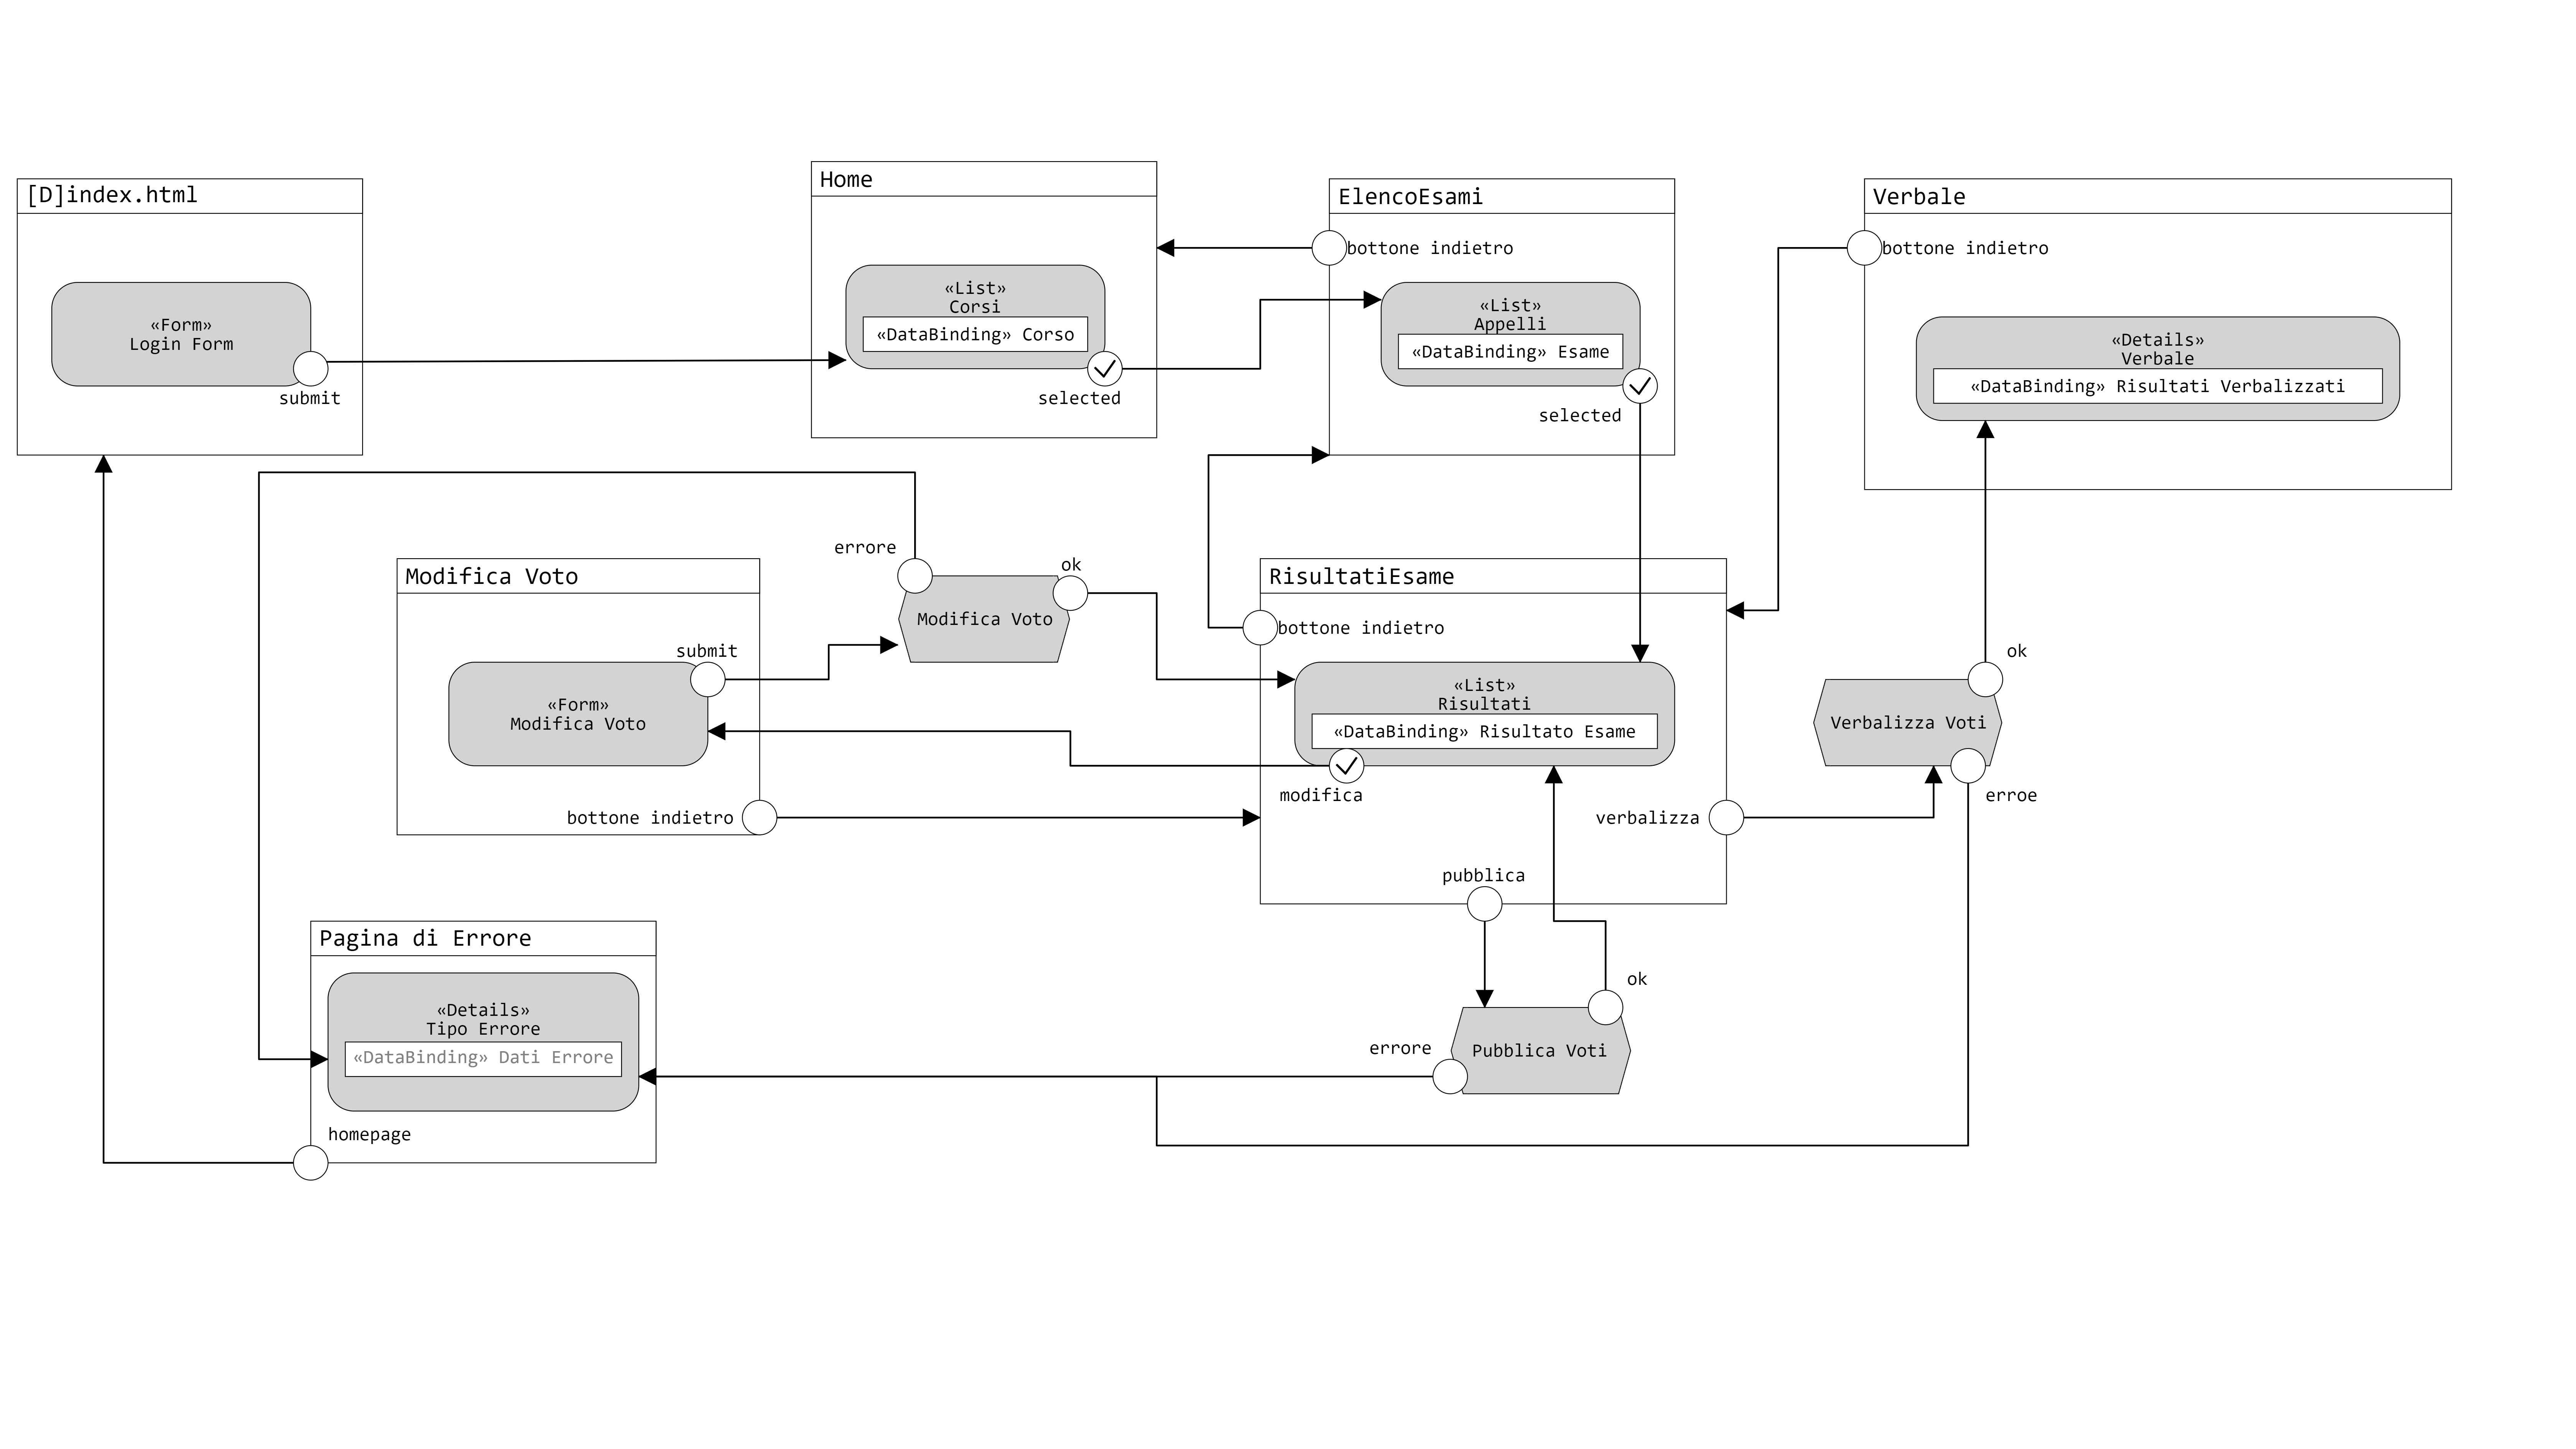 [D]index.html
«Form»
Login Form
submit
Home
«List»
Corsi
«DataBinding» Corso
selected
ElencoEsami
bottone indietro
«List»
Appelli
«DataBinding» Esame
selected
Verbale
bottone indietro
«Details»
Verbale
«DataBinding» Risultati Verbalizzati
Modifica Voto
submit
«Form»
Modifica Voto
bottone indietro
errore
ok
Modifica Voto
RisultatiEsame
bottone indietro
«List»
Risultati
«DataBinding» Risultato Esame
modifica
verbalizza
pubblica
ok
Verbalizza Voti
erroe
Pagina di Errore
«Details»
Tipo Errore
«DataBinding» Dati Errore
homepage
ok
errore
Pubblica Voti